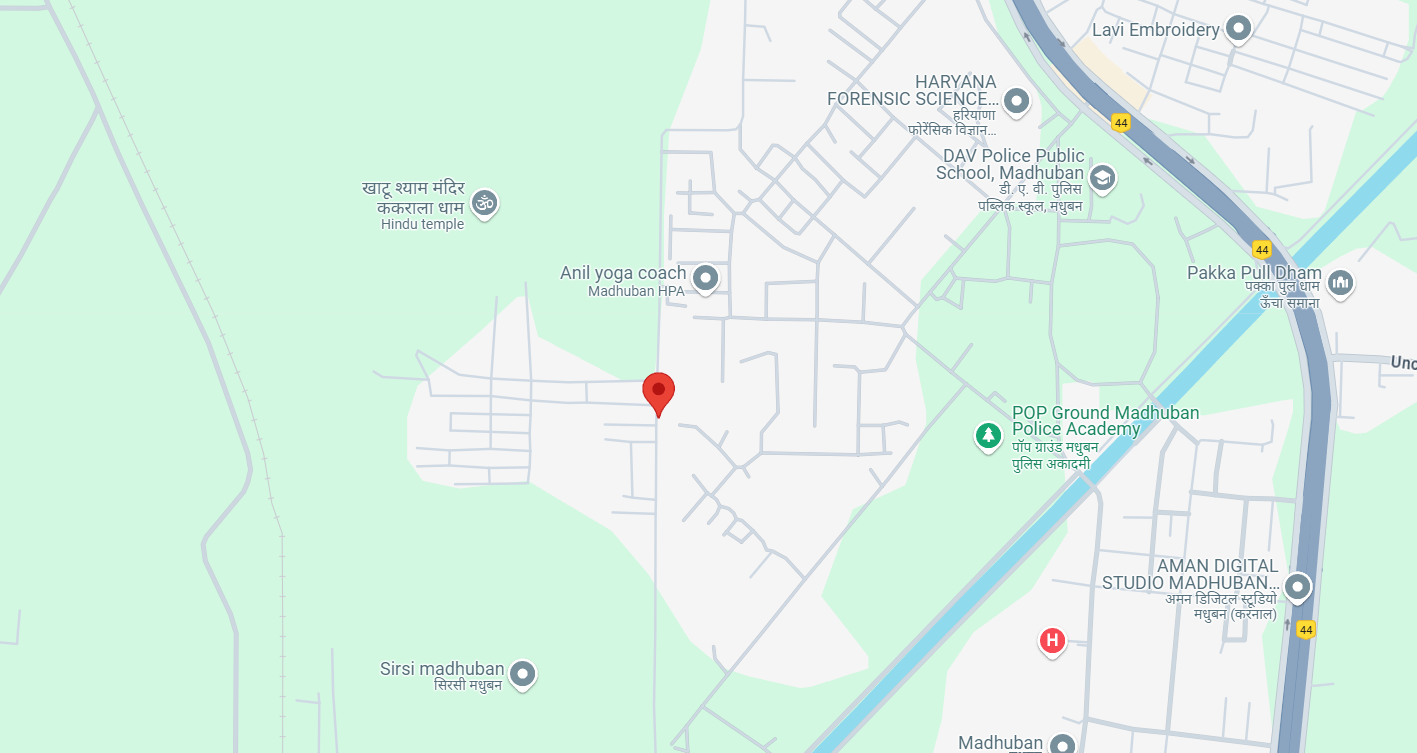 Lavi Embroidery
HARYANA
FORENSIC SCIENCE...
हरियाणा
फोरेंसिक विज्ञान...
44
DAV Police Public
School, Madhuban
डी. ए. वी. पुलिस
पब्लिक स्कूल, मधुबन
खाटू श्याम मंदिर
ककराला धाम
Hindu temple
44
Anil yoga coach
Madhuban HPA
Pakka Pull Dham
पक्का पुल धाम
ऊँचा समाना
Unc
POP Ground Madhuban
Police Academy
पॉप ग्राउंड मधुबन
पुलिस अकादमी
AMAN DIGITAL
STUDIO MADHUBAN...
अमन डिजिटल स्टूडियो
मधुबन (करनाल)
44
H
Sirsi madhuban
सिरसी मधुबन
Madhuban